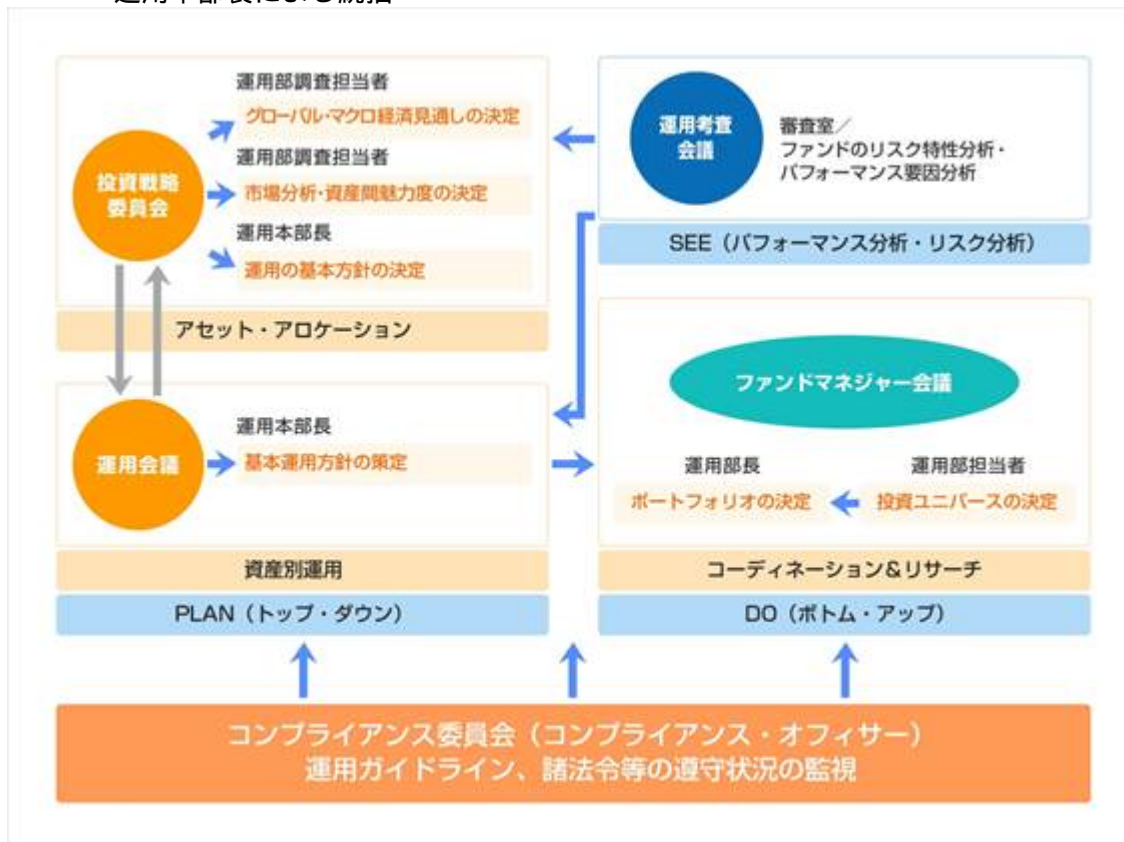 運用本部長による統括
運用部調査担当者
グローバル・マクロ経済見通しの決定
運用部調査担当者
市場分析・資産間魅力度の決定
運用本部長
運用の基本方針の決定
投資戦略
委員会
アセット・アロケーション
運用考査
会議
審査室／
ファンドのリスク特性分析・
パフォーマンス要因分析
SEE（パフォーマンス分析・リスク分析）
運用会議
運用本部長
基本運用方針の策定
資産別運用
PLAN（トップ・ダウン）
ファンドマネジャー会議
運用部長
ポートフォリオの決定
運用部担当者
投資ユニバースの決定
コーディネーション&リサーチ
DO（ボトム・アップ）
コンプライアンス委員会（コンプライアンス・オフィサー）
運用ガイドライン、諸法令等の遵守状況の監視